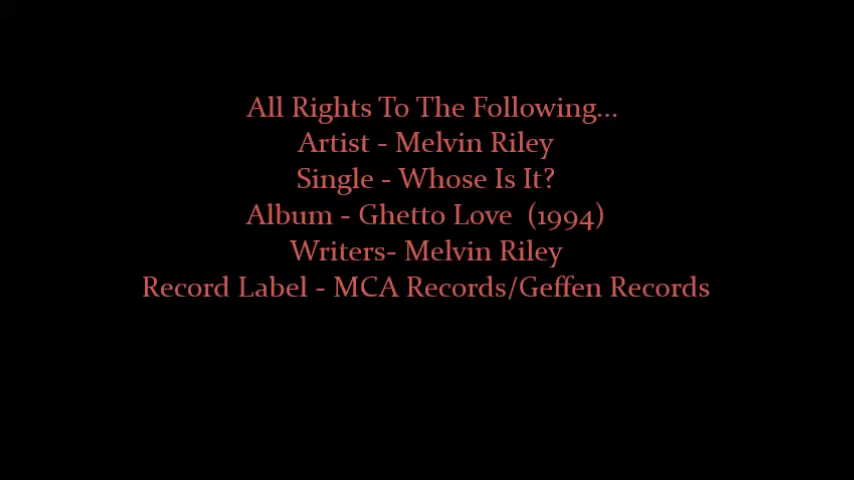 All Rights To The Following...
Artist - Melvin Riley
Single - Whose Is It?
Album - Ghetto Love  (1994)
Writers- Melvin Riley
Record Label - MCA Records/Geffen Records